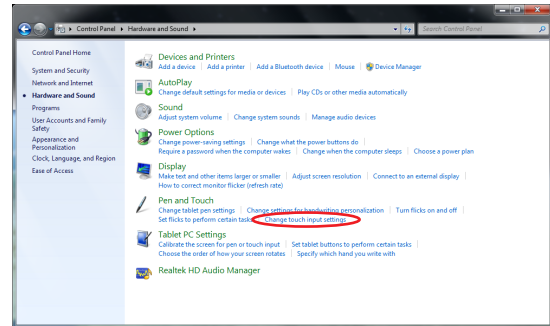 Control Panel ▸ Hardware and Sound ▸
Search Control Panel
Control Panel Home
System and Security
Network and Internet
Hardware and Sound
Programs
User Accounts and Family
Safety
Appearance and
Personalization
Clock, Language, and Region
Ease of Access
Devices and Printers
Add a device | Add a printer | Add a Bluetooth device | Mouse | Device Manager
AutoPlay
Change default settings for media or devices | Play CDs or other media automatically
Sound
Adjust system volume | Change system sounds | Manage audio devices
Power Options
Change power-saving settings | Change what the power buttons do |
Require a password when the computer wakes | Change when the computer sleeps | Choose a power plan
Display
Make text and other items larger or smaller | Adjust screen resolution | Connect to an external display |
How to correct monitor flicker (refresh rate)
Pen and Touch
Change tablet pen settings | Change settings for handwriting personalization | Turn flicks on and off |
Set flicks to perform certain tasks | Change touch input settings
Tablet PC Settings
Calibrate the screen for pen or touch input | Set tablet buttons to perform certain tasks |
Choose the order of how your screen rotates | Specify which hand you write with
Realtek HD Audio Manager